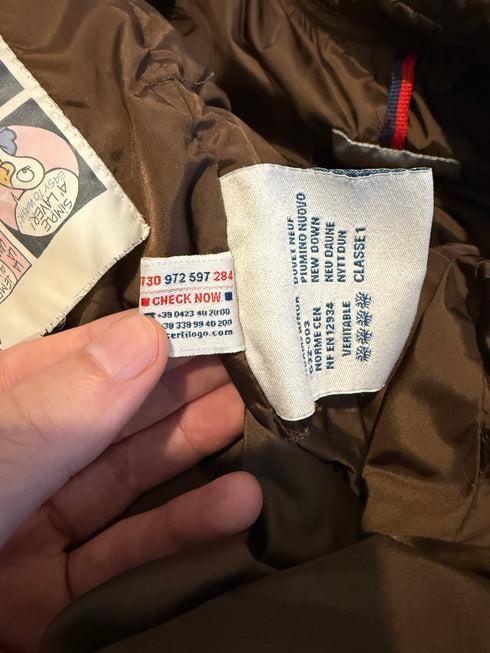 SIMPLE
A LAYER!
EASY TO WEAR!
730 972 597 284
CHECK NOW
+39 0423 40 20 00
39 339 99 40 209
certilogo.com
DUVET NEUF
PIUMINO NUOVO
NEW DOWN
NEU DAUNE
NYTT DUN
CLASSE 1
NORME CEN
NF EN 12934
VERITABLE